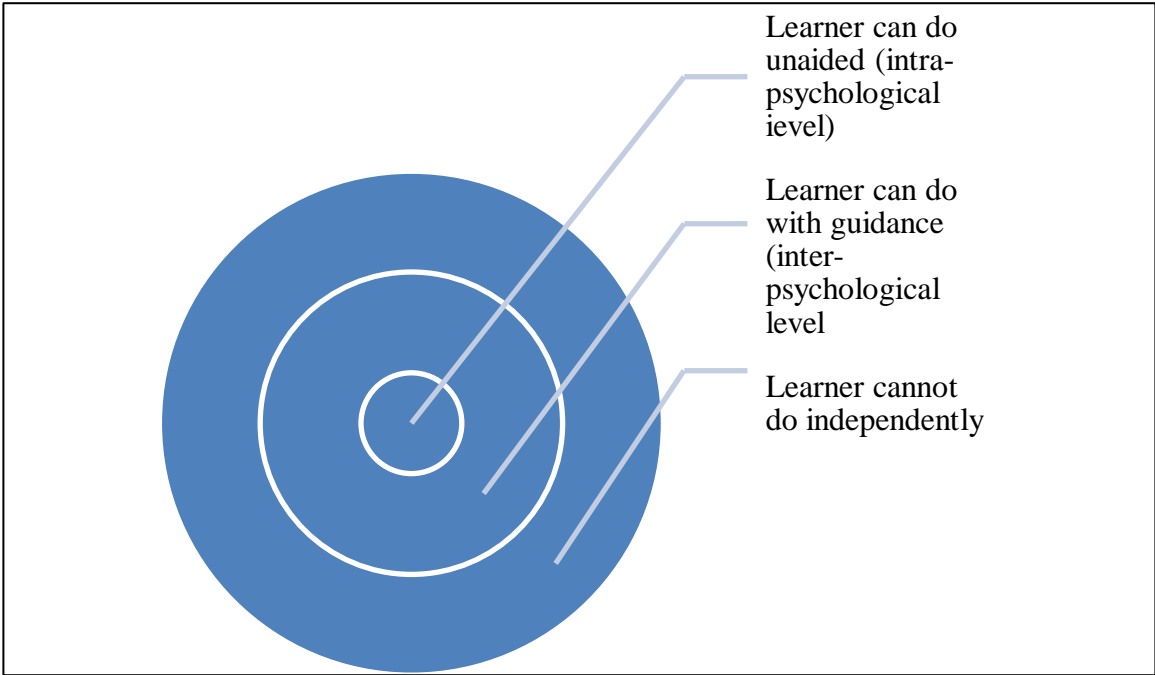 Learner can do
unaided (intra-
psychological
ievel)
Learner can do
with guidance
(inter-
psychological
level
Learner cannot
do independently